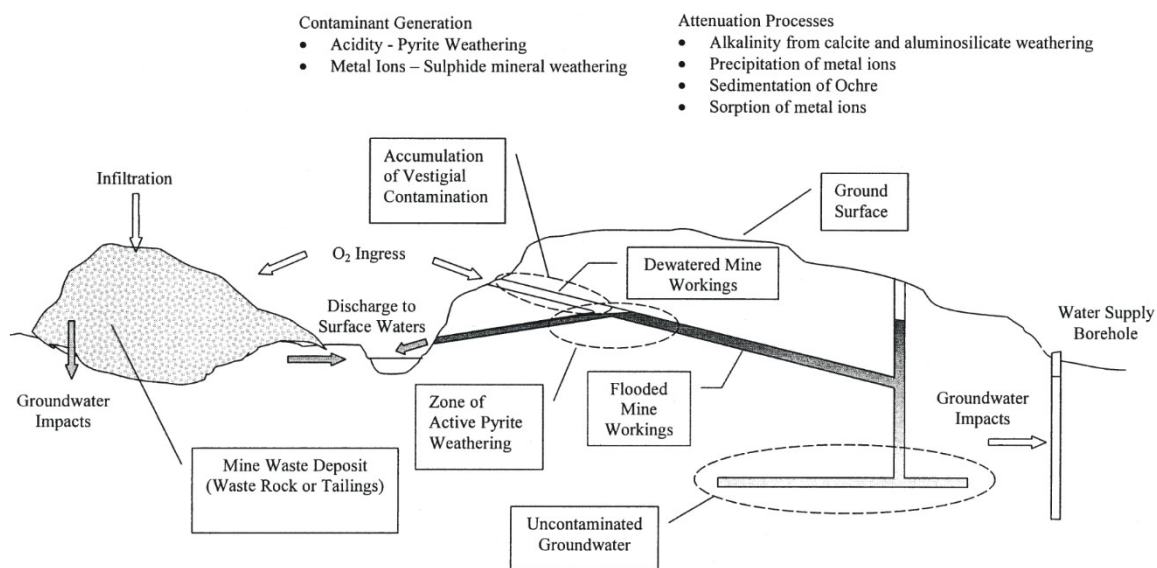 Contaminant Generation
• Acidity - Pyrite Weathering
• Metal Ions – Sulphide mineral weathering
Attenuation Processes
• Alkalinity from calcite and aluminosilicate weathering
• Precipitation of metal ions
• Sedimentation of Ochre
• Sorption of metal ions
Infiltration
Accumulation
of Vestigial
Contamination
Ground
Surface
O₂ Ingress
Dewatered Mine
Workings
Discharge to
Surface Waters
Water Supply
Borehole
Groundwater
Impacts
Zone of
Active Pyrite
Weathering
Flooded
Mine
Workings
Groundwater
Impacts
Mine Waste Deposit
(Waste Rock or Tailings)
Uncontaminated
Groundwater